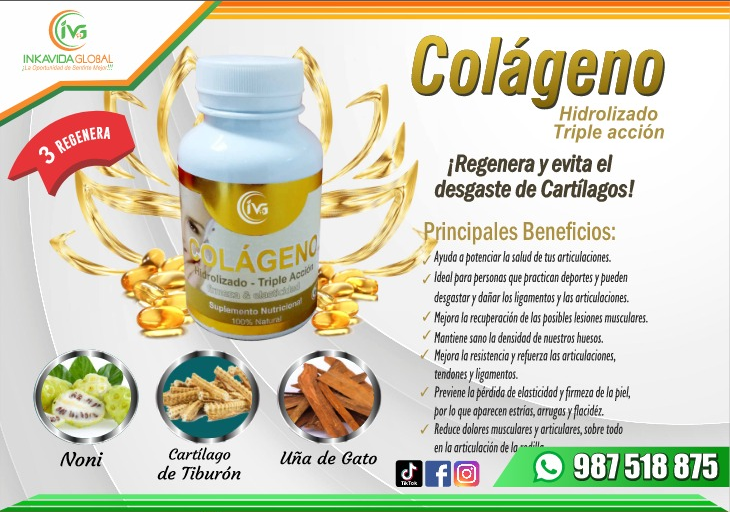 iVG
INKAVIDA GLOBAL
¡La Oportunidad de Sentirte Mejor!!!
3 REGENERA
iVG
COLÁGENO
Hidrolizado - Triple Acción
Firmeza & elasticidad
Suplemento Nutricional
100% Natural
Colágeno
Hidrolizado
Triple acción
¡Regenera y evita el
desgaste de Cartílagos!
Principales Beneficios:
Ayuda a potenciar la salud de tus articulaciones.
Ideal para personas que practican deportes y pueden
desgastar y dañar los ligamentos y las articulaciones.
Mejora la recuperación de las posibles lesiones musculares.
Mantiene sano la densidad de nuestros huesos.
Mejora la resistencia y refuerza las articulaciones,
tendones y ligamentos.
Previene la pérdida de elasticidad y firmeza de la piel,
por lo que aparecen estrías, arrugas y flacidéz.
Reduce dolores musculares y articulares, sobre todo
en la articulación de la rodilla
Noni
Cartílago
de Tiburón
Uña de Gato
TikTok
987 518 875